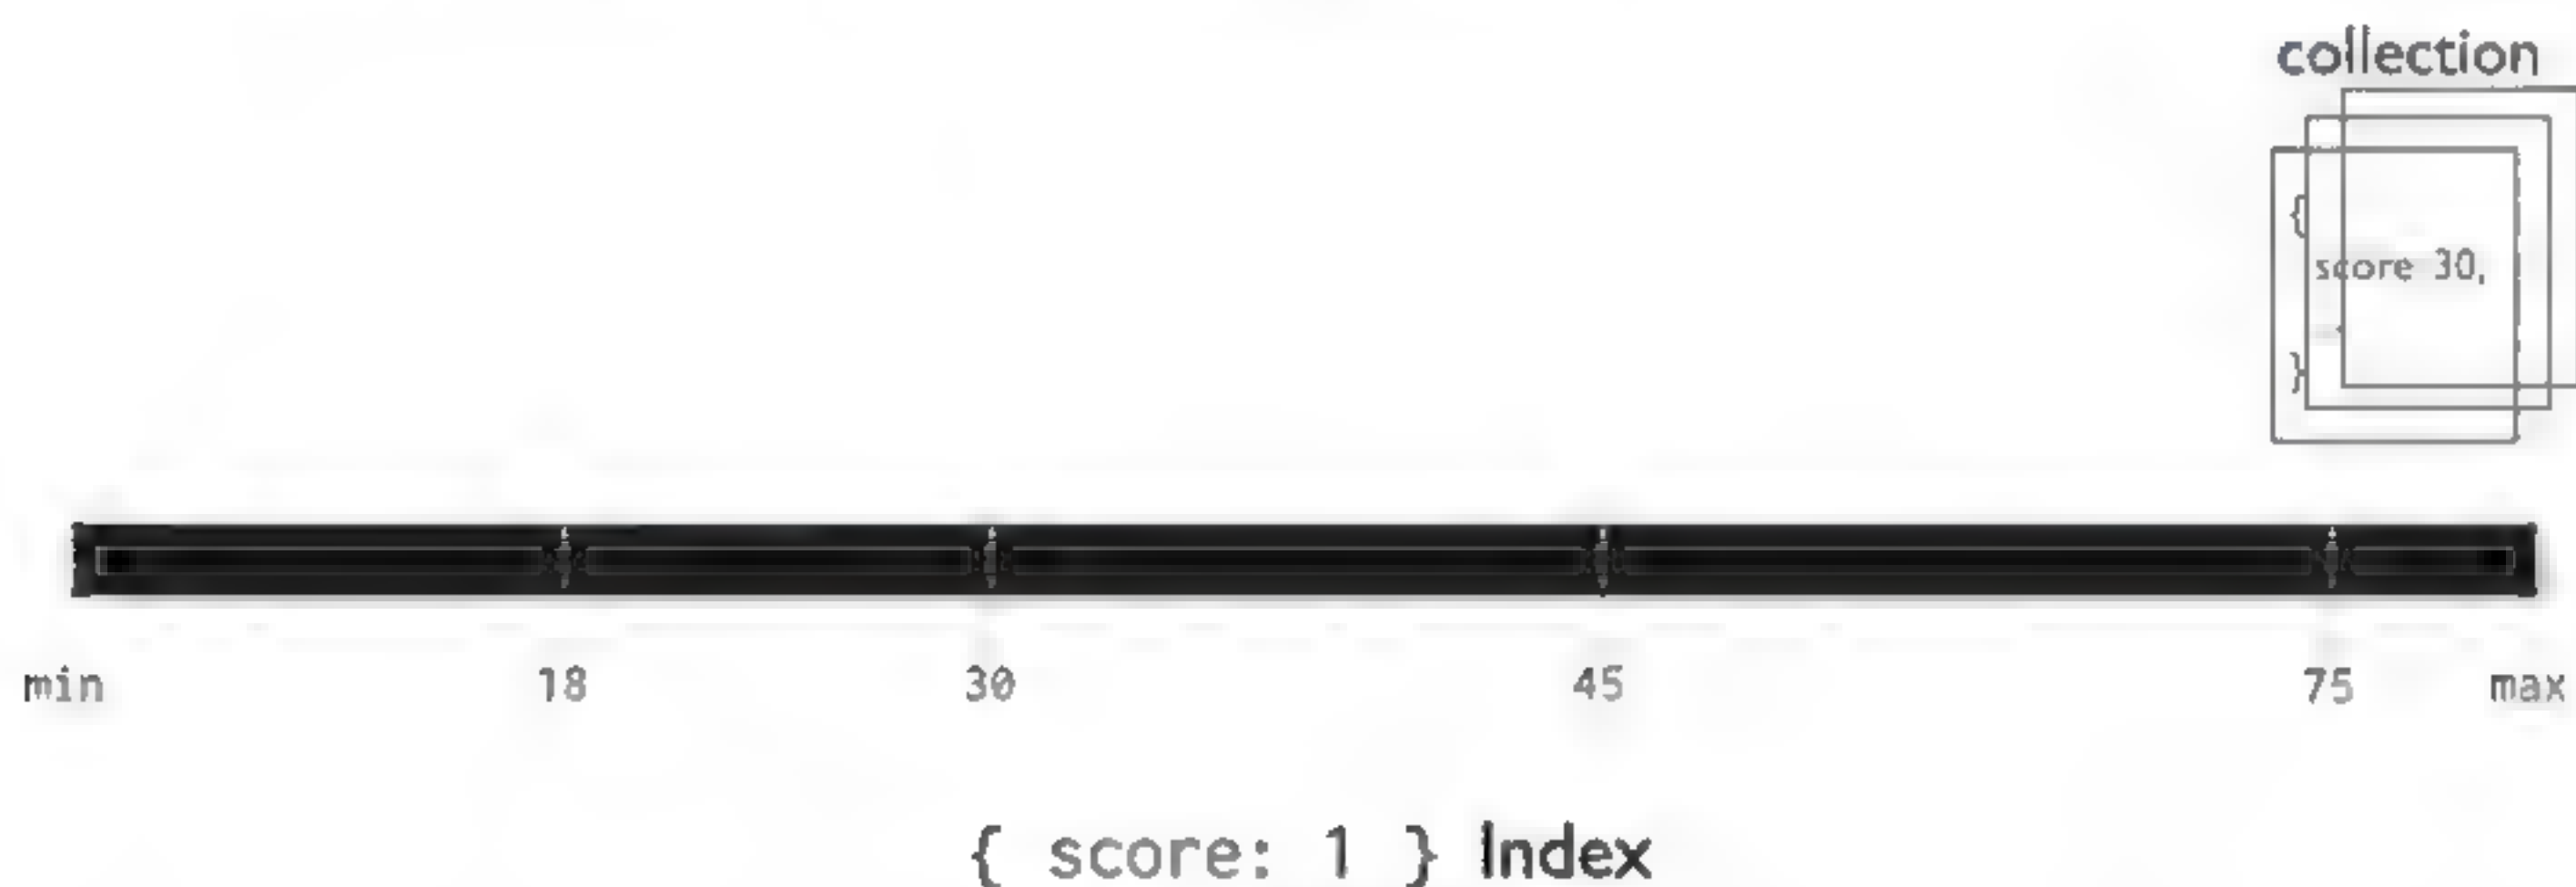 collection
{
score 30,
}
min 18 30 45 75 max
{ score: 1 } Index